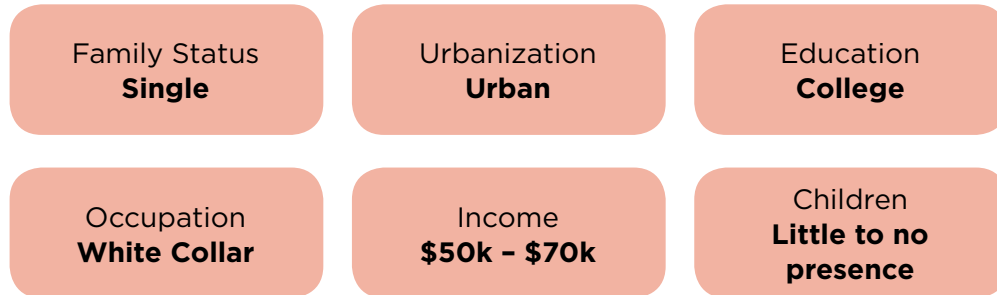 Family Status
Single
Urbanization
Urban
Education
College
Occupation
White Collar
Income
$50k – $70k
Children
Little to no
presence